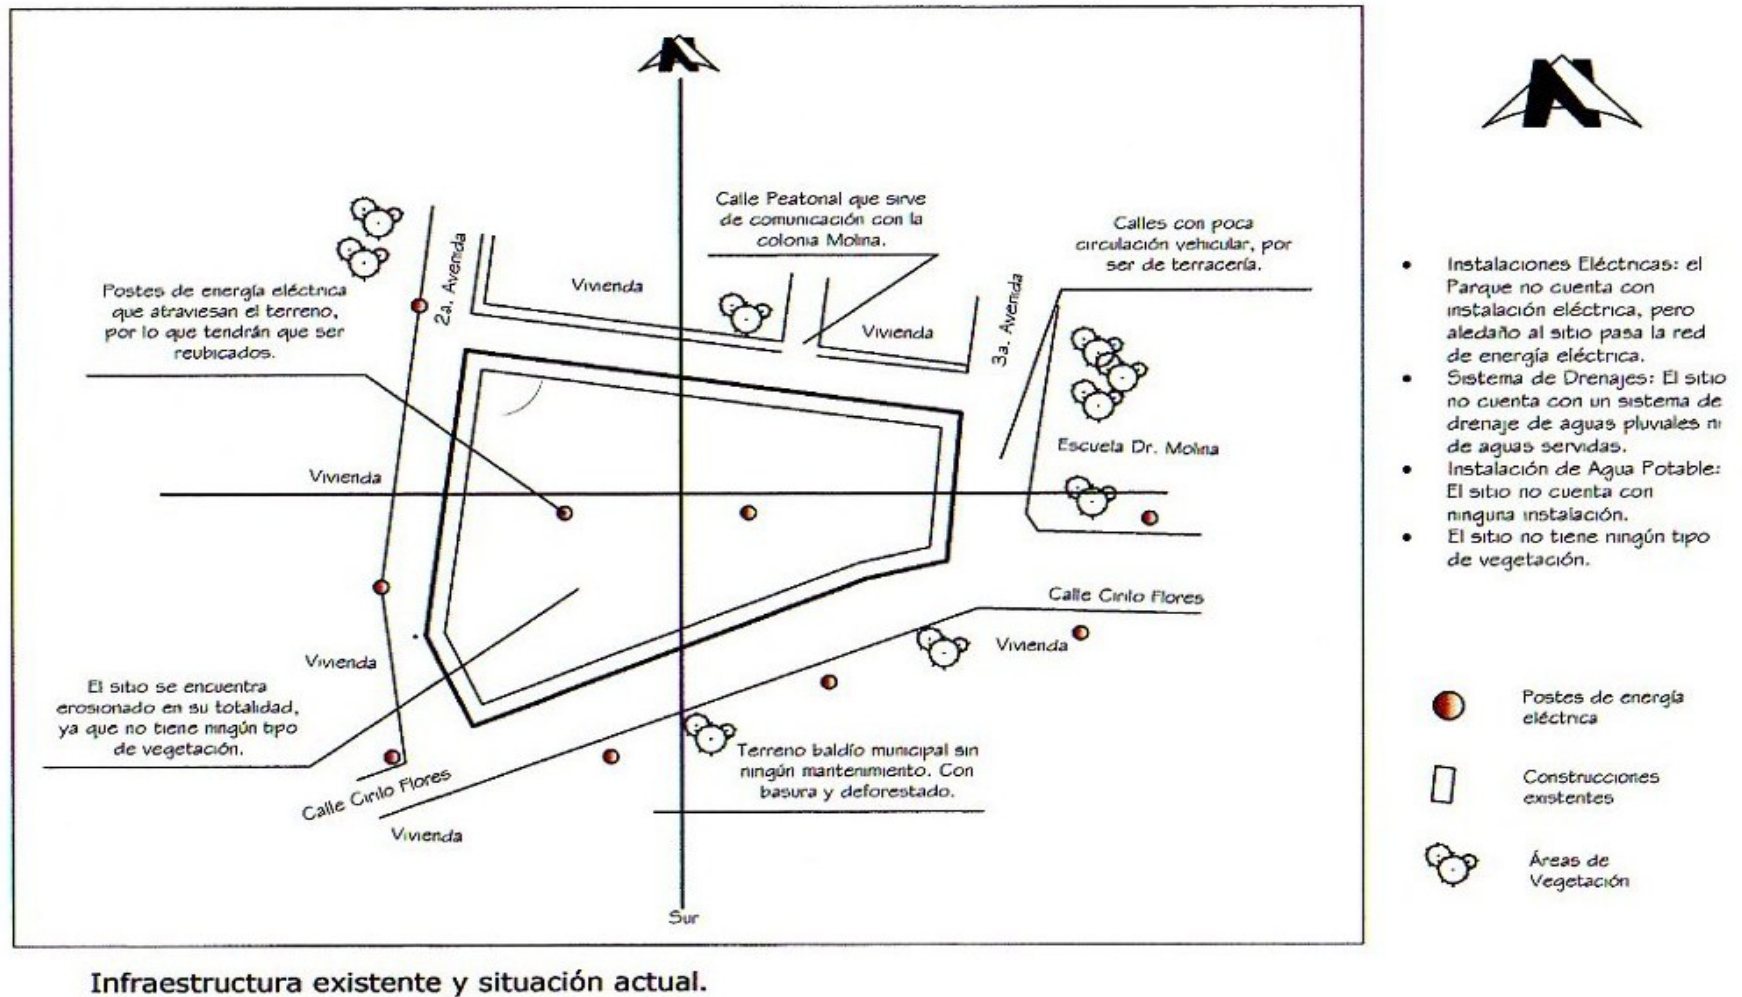 N
Calle Peatonal que sirve
de comunicación con la
colonia Molina.
Calles con poca
circulación vehicular, por
ser de terracería.
2a. Avenida
Vivienda
Vivienda
3a. Avenida
Postes de energía eléctrica
que atraviesan el terreno,
por lo que tendrán que ser
reubicados.
Escuela Dr. Molina
Vivienda
Calle Cirilo Flores
Vivienda
Vivienda
El sitio se encuentra
erosionado en su totalidad,
ya que no tiene ningún tipo
de vegetación.
Terreno baldío municipal sin
ningún mantenimiento. Con
basura y deforestado.
Calle Cirilo Flores
Vivienda
Sur
N
• Instalaciones Eléctricas: el
Parque no cuenta con
instalación eléctrica, pero
aledaño al sitio pasa la red
de energía eléctrica.
• Sistema de Drenajes: El sitio
no cuenta con un sistema de
drenaje de aguas pluviales ni
de aguas servidas.
• Instalación de Agua Potable:
El sitio no cuenta con
ninguna instalación.
• El sitio no tiene ningún tipo
de vegetación.
Postes de energía
eléctrica
Construcciones
existentes
Áreas de
Vegetación
Infraestructura existente y situación actual.